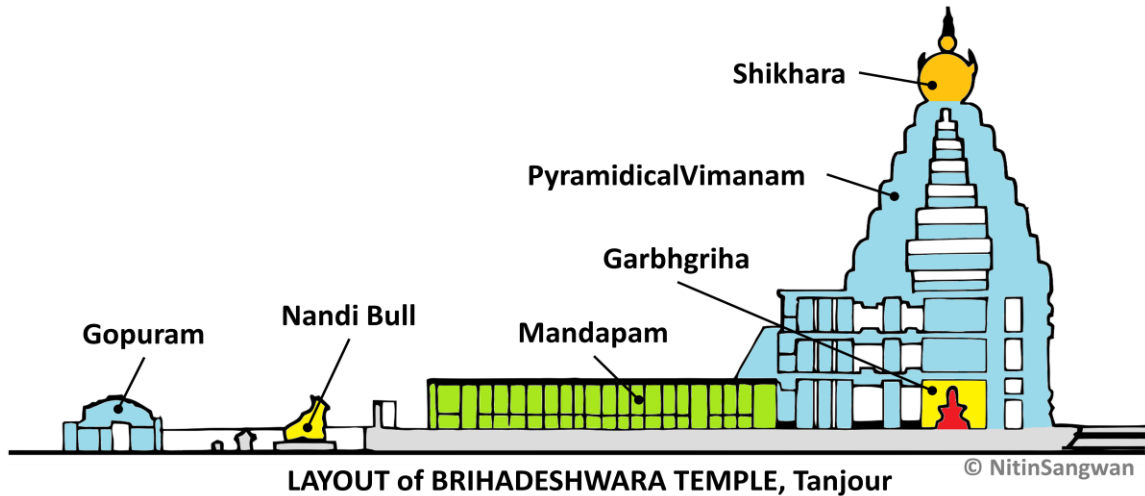 Shikhara
PyramidicalVimanam
Garbhgriha
Nandi Bull
Gopuram
Mandapam
LAYOUT of BRIHADESHWARA TEMPLE, Tanjour
© NitinSangwan